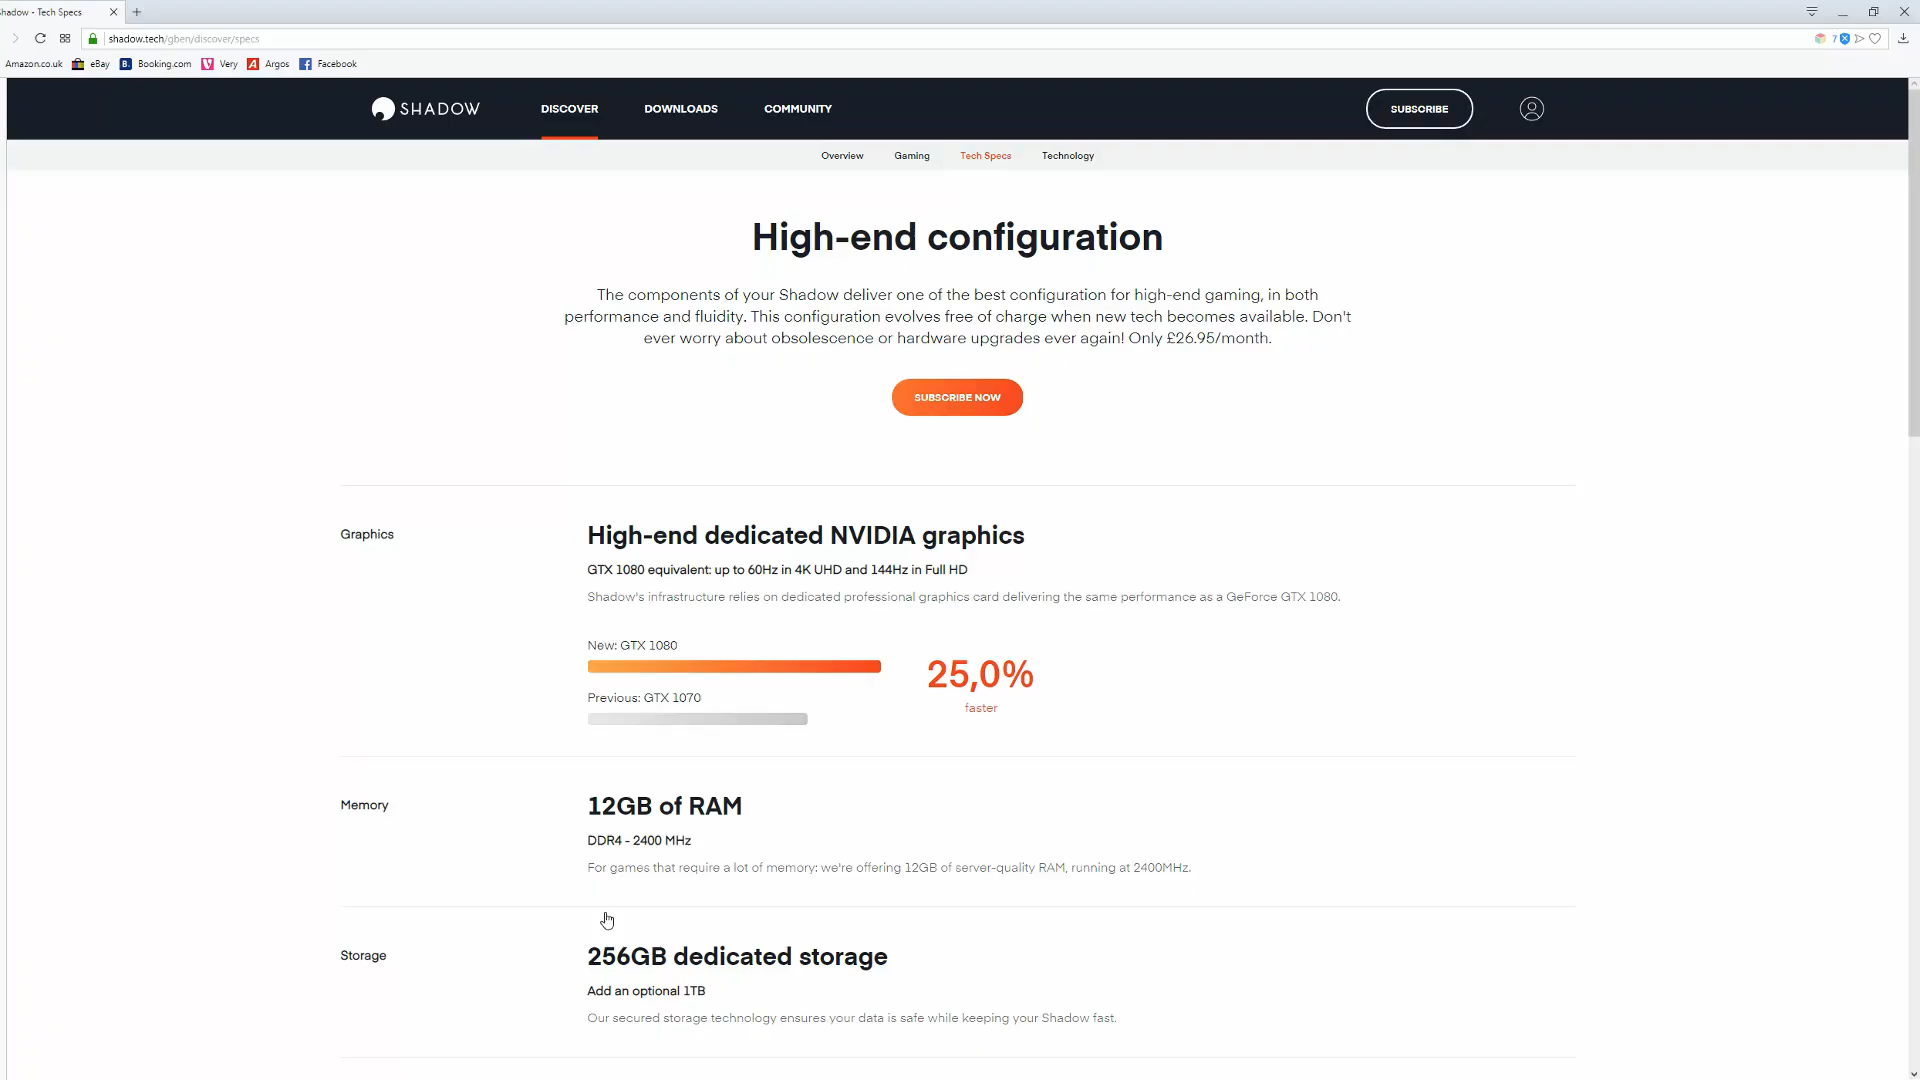 hadow - Tech Specs
shadow.tech/gben/discover/specs
7
Amazon.co.uk eBay B. Booking.com Very Argos Facebook
SHADOW DISCOVER DOWNLOADS COMMUNITY SUBSCRIBE
Overview Gaming Tech Specs Technology
High-end configuration
The components of your Shadow deliver one of the best configuration for high-end gaming, in both
performance and fluidity. This configuration evolves free of charge when new tech becomes available. Don't
ever worry about obsolescence or hardware upgrades ever again! Only £26.95/month.
SUBSCRIBE NOW
Graphics
High-end dedicated NVIDIA graphics
GTX 1080 equivalent: up to 60Hz in 4K UHD and 144Hz in Full HD
Shadow's infrastructure relies on dedicated professional graphics card delivering the same performance as a GeForce GTX 1080.
New: GTX 1080
25,0%
Previous: GTX 1070
faster
Memory
12GB of RAM
DDR4 - 2400 MHz
For games that require a lot of memory: we're offering 12GB of server-quality RAM, running at 2400MHz.
Storage
256GB dedicated storage
Add an optional 1TB
Our secured storage technology ensures your data is safe while keeping your Shadow fast.